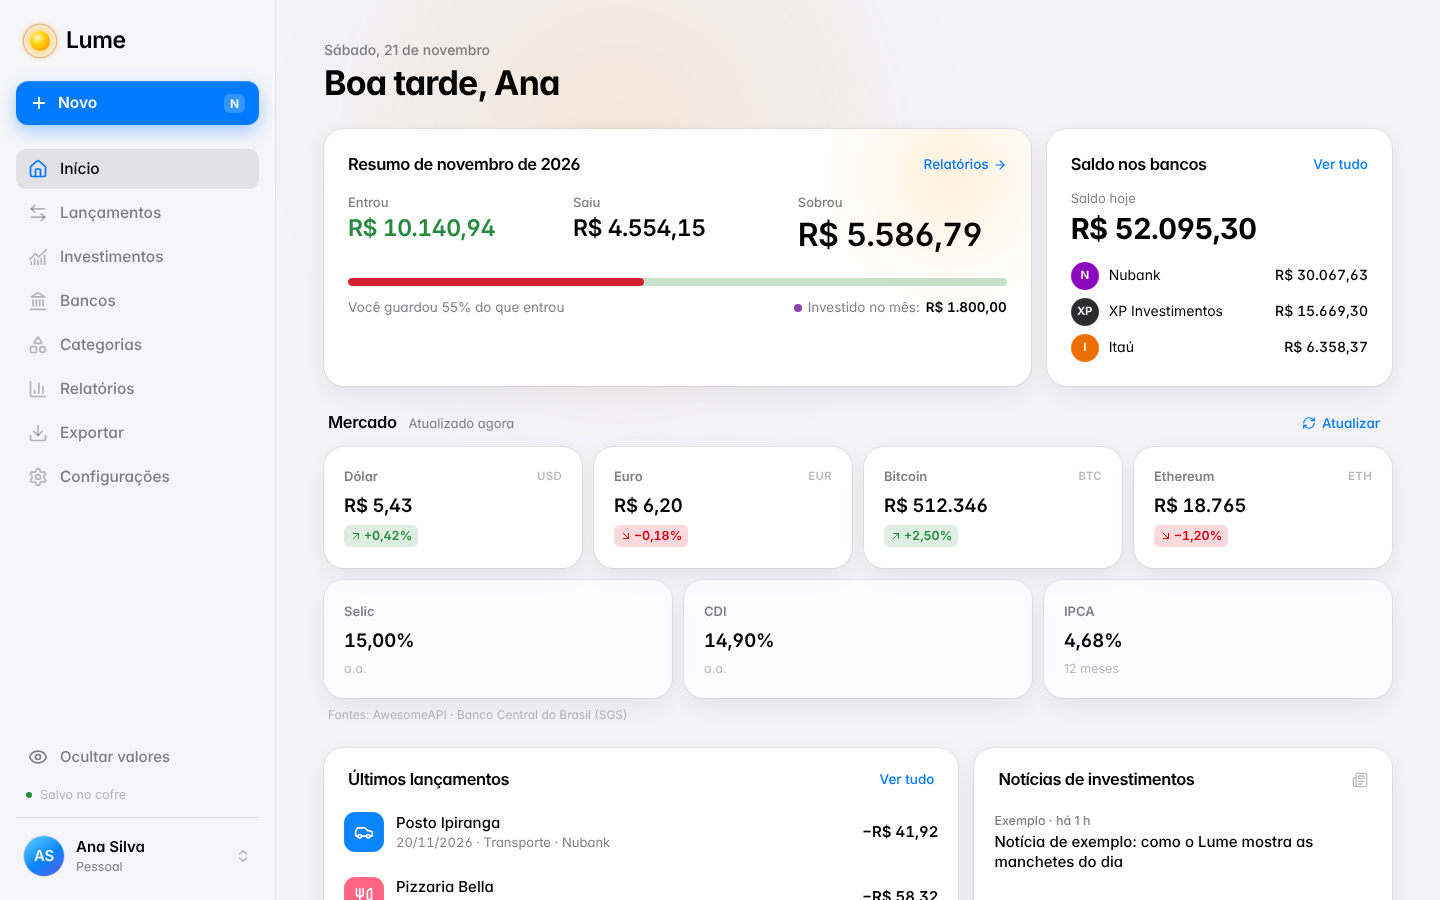 Lume
Novo N
Início
Lançamentos
Investimentos
Bancos
Categorias
Relatórios
Exportar
Configurações
Ocultar valores
Salvo no cofre
AS Ana Silva
Pessoal
Sábado, 21 de novembro
Boa tarde, Ana
Resumo de novembro de 2026 Relatórios →
Entrou Saiu Sobrou
R$ 10.140,94 R$ 4.554,15 R$ 5.586,79
Você guardou 55% do que entrou Investido no mês: R$ 1.800,00
Saldo nos bancos Ver tudo
Saldo hoje
R$ 52.095,30
N Nubank R$ 30.067,63
XP XP Investimentos R$ 15.669,30
I Itaú R$ 6.358,37
Mercado Atualizado agora Atualizar
Dólar USD
R$ 5,43
+0,42%
Euro EUR
R$ 6,20
−0,18%
Bitcoin BTC
R$ 512.346
+2,50%
Ethereum ETH
R$ 18.765
−1,20%
Selic
15,00%
a.a.
CDI
14,90%
a.a.
IPCA
4,68%
12 meses
Fontes: AwesomeAPI · Banco Central do Brasil (SGS)
Últimos lançamentos Ver tudo
Posto Ipiranga
20/11/2026 · Transporte · Nubank
−R$ 41,92
Pizzaria Bella
−R$ 58,32
Notícias de investimentos
Exemplo · há 1 h
Notícia de exemplo: como o Lume mostra as
manchetes do dia